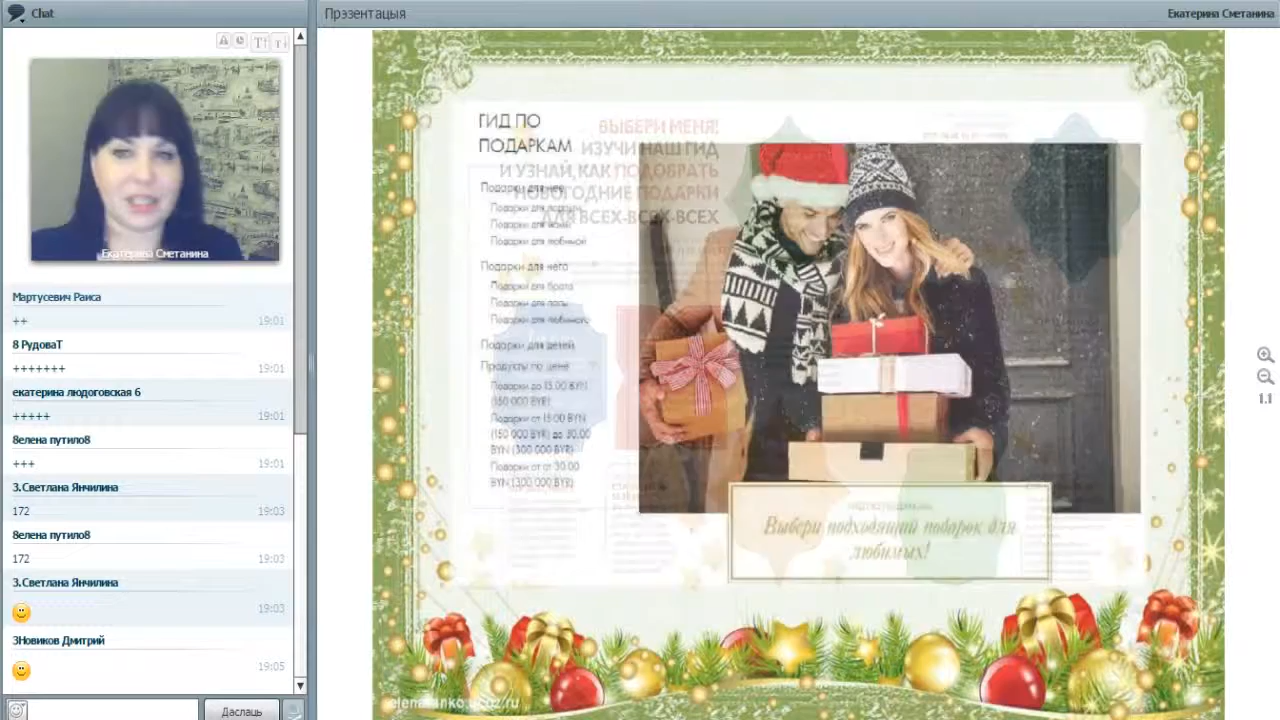 Chat
Екатерина Сметанина
Мартусевич Раиса
++
19:01
8 РудоваТ
+++++++
19:01
екатерина людоговская 6
+++++
19:01
8елена путило8
+++
19:01
3.Светлана Янчилина
172
19:03
8елена путило8
172
19:03
3.Светлана Янчилина
19:03
3Новиков Дмитрий
19:05
Даслаць
Прэзентацыя
Екатерина Сметанина
ГИД ПО
ПОДАРКАМ
ВЫБЕРИ МЕНЯ!
ИЗУЧИ НАШ ГИД
И УЗНАЙ, КАК ПОДОБРАТЬ
НОВОГОДНИЕ ПОДАРКИ
ДЛЯ ВСЕХ-ВСЕХ-ВСЕХ
Подарки для нее
Подарки для подруги
Подарки для мамы
Подарки для любимой
Подарки для него
Подарки для брата
Подарки для папы
Подарки для любимого
Подарки для детей
Продукты по цене
Подарки до 15.00 BYN
(150 000 BYR)
Подарки от 15.00 BYN
(150 000 BYR) до 30.00
BYN (300 000 BYR)
Подарки от от 30.00
BYN (300 000 BYR)
Выбери подходящий подарок для
любимых!
1:1